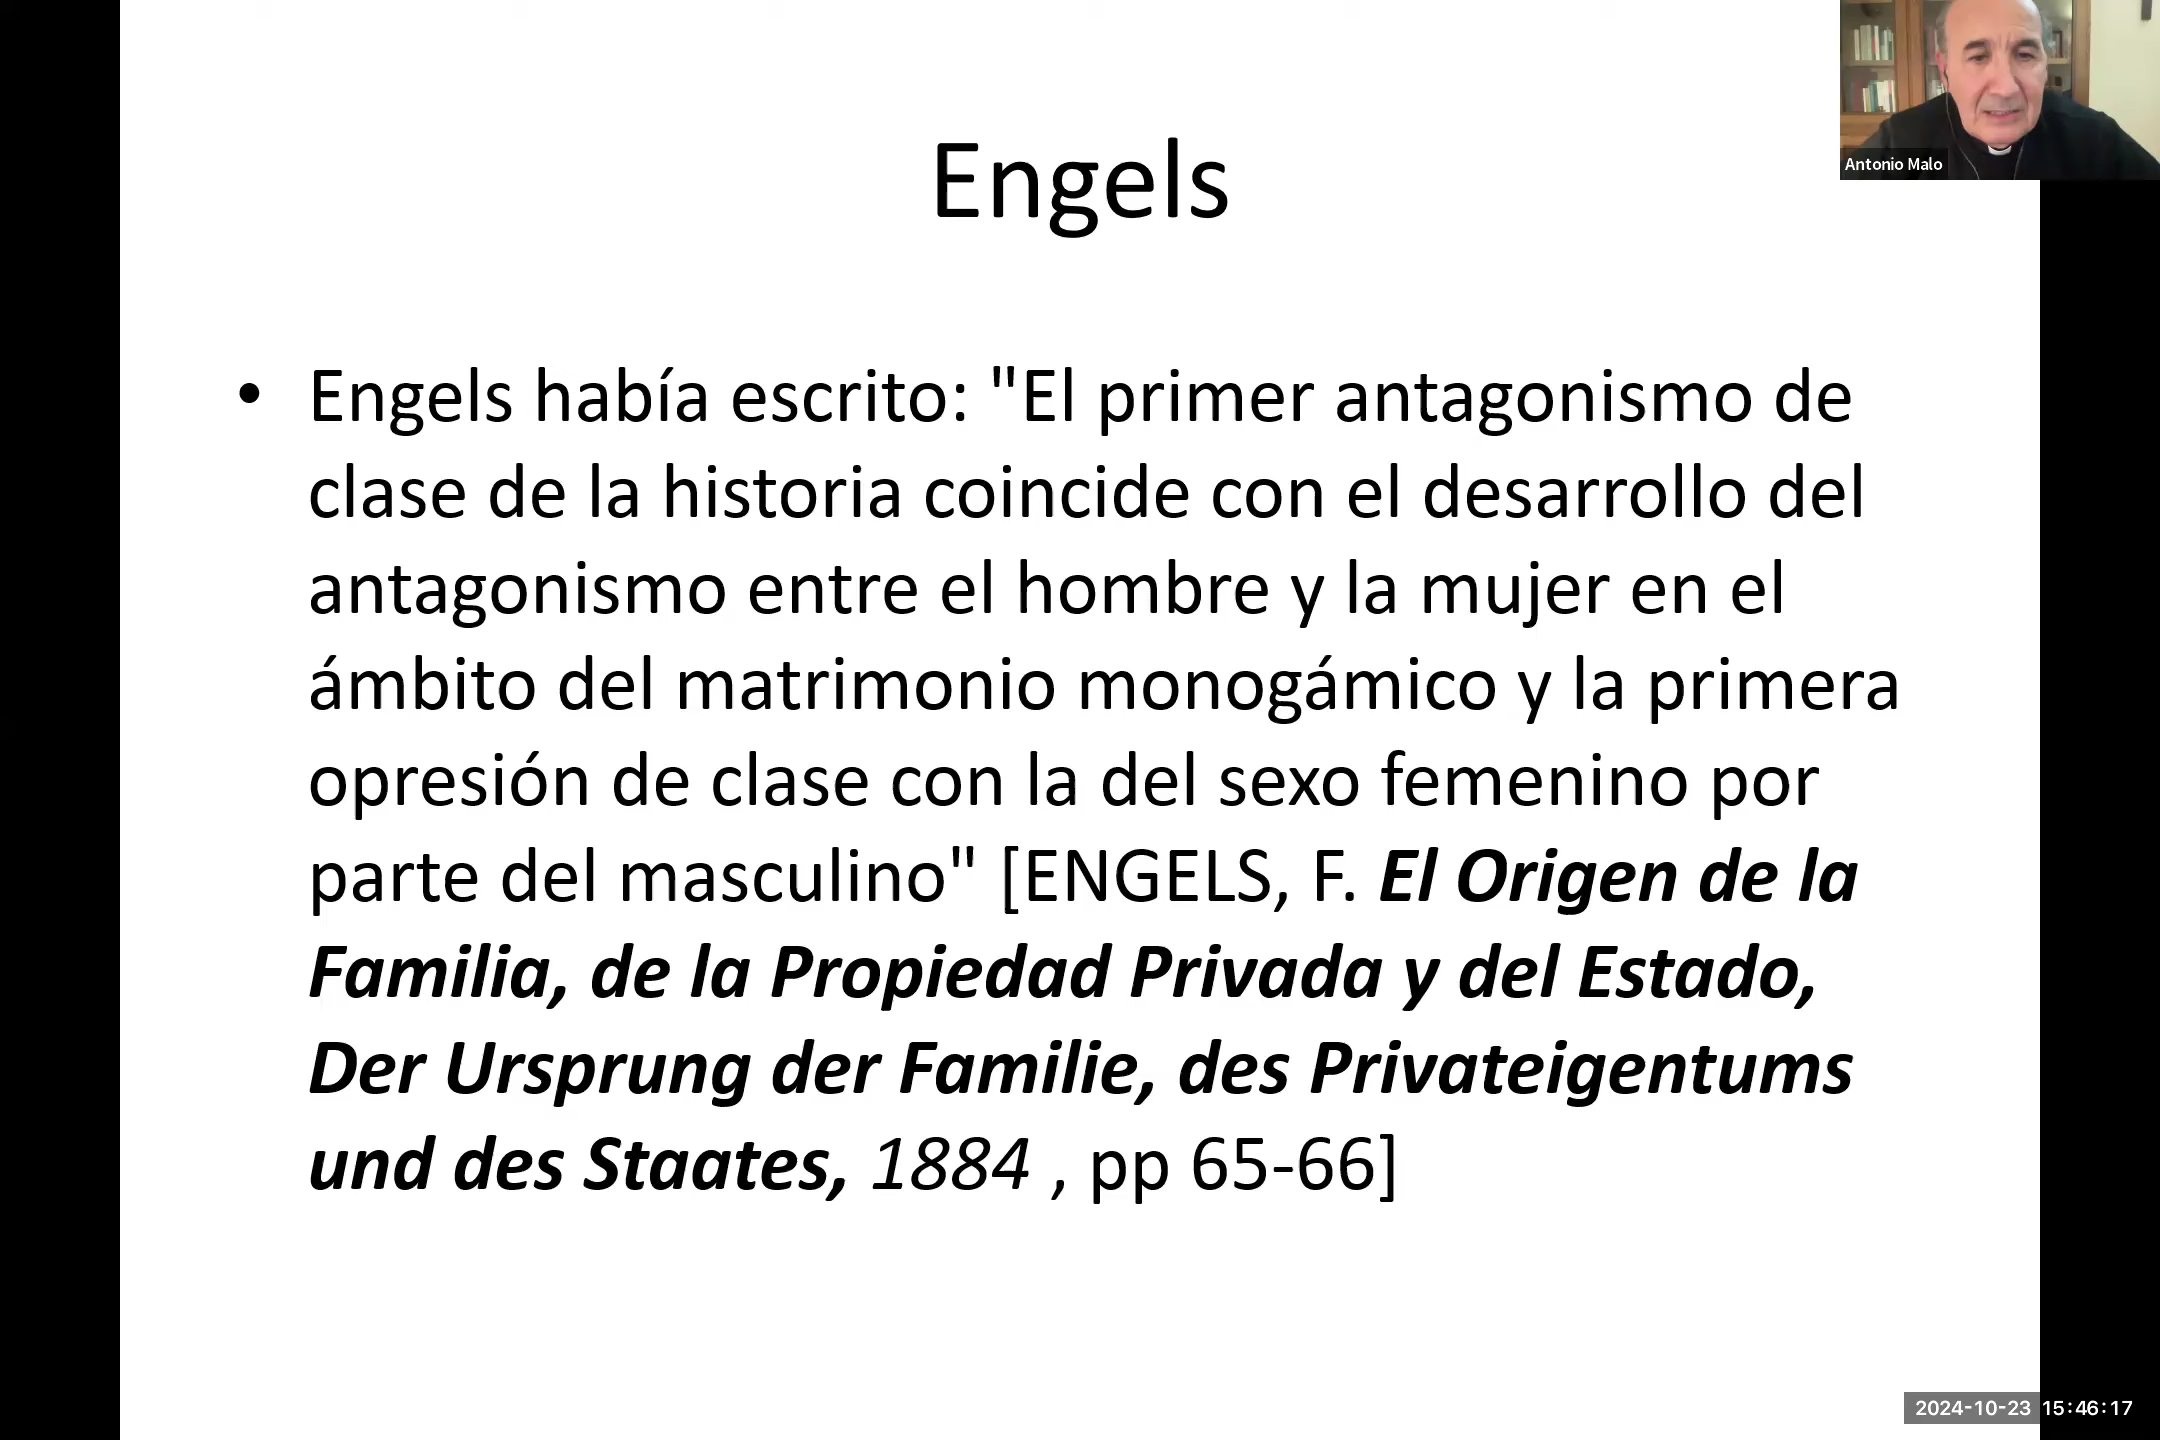 Engels
Antonio Malo
• Engels había escrito: "El primer antagonismo de
clase de la historia coincide con el desarrollo del
antagonismo entre el hombre y la mujer en el
ámbito del matrimonio monogámico y la primera
opresión de clase con la del sexo femenino por
parte del masculino" [ENGELS, F. El Origen de la
Familia, de la Propiedad Privada y del Estado,
Der Ursprung der Familie, des Privateigentums
und des Staates, 1884 , pp 65-66]
2024-10-23 15:46:17